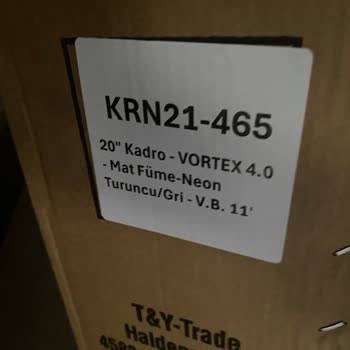 KRN21-465
20" Kadro - VORTEX 4.0
- Mat Füme-Neon
Turuncu/Gri - V.B. 11'
T&Y-Trade